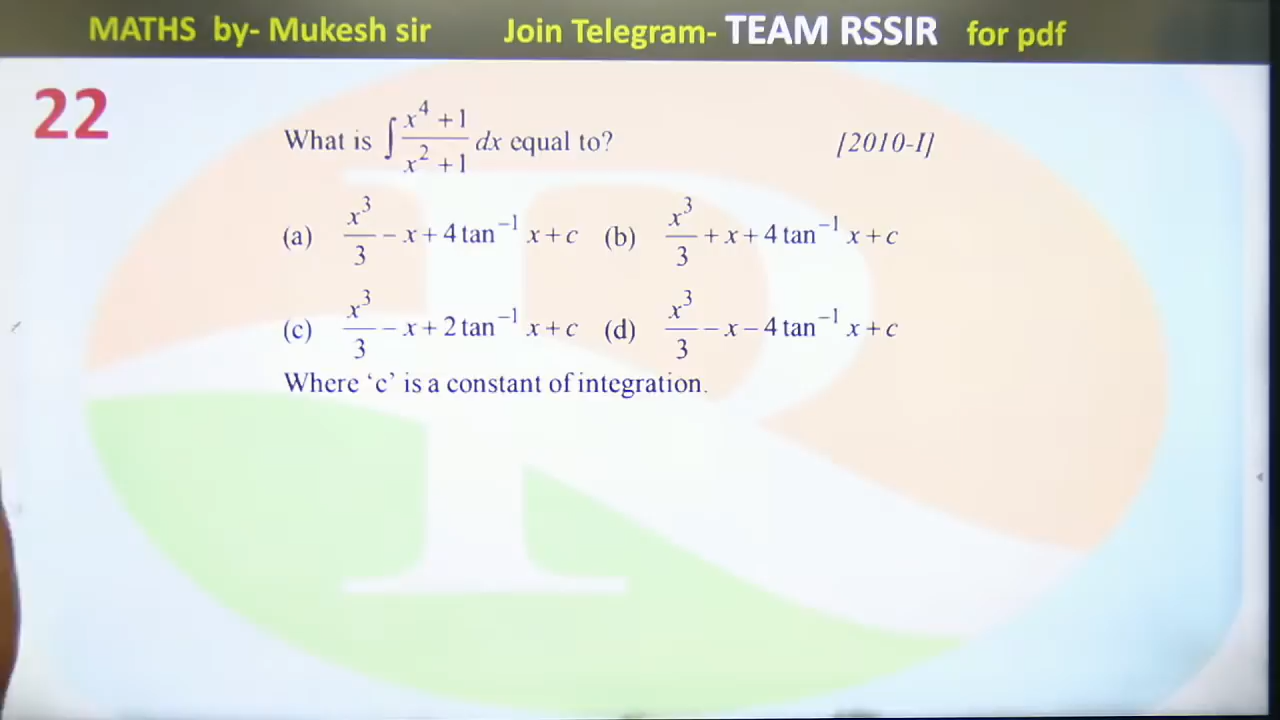 MATHS by- Mukesh sir Join Telegram- TEAM RSSIR for pdf
22
What is ∫ (x⁴ + 1)/(x² + 1) dx equal to? [2010-I]
(a) x³/3 − x + 4 tan⁻¹ x + c (b) x³/3 + x + 4 tan⁻¹ x + c
(c) x³/3 − x + 2 tan⁻¹ x + c (d) x³/3 − x − 4 tan⁻¹ x + c
Where ‘c’ is a constant of integration.
R